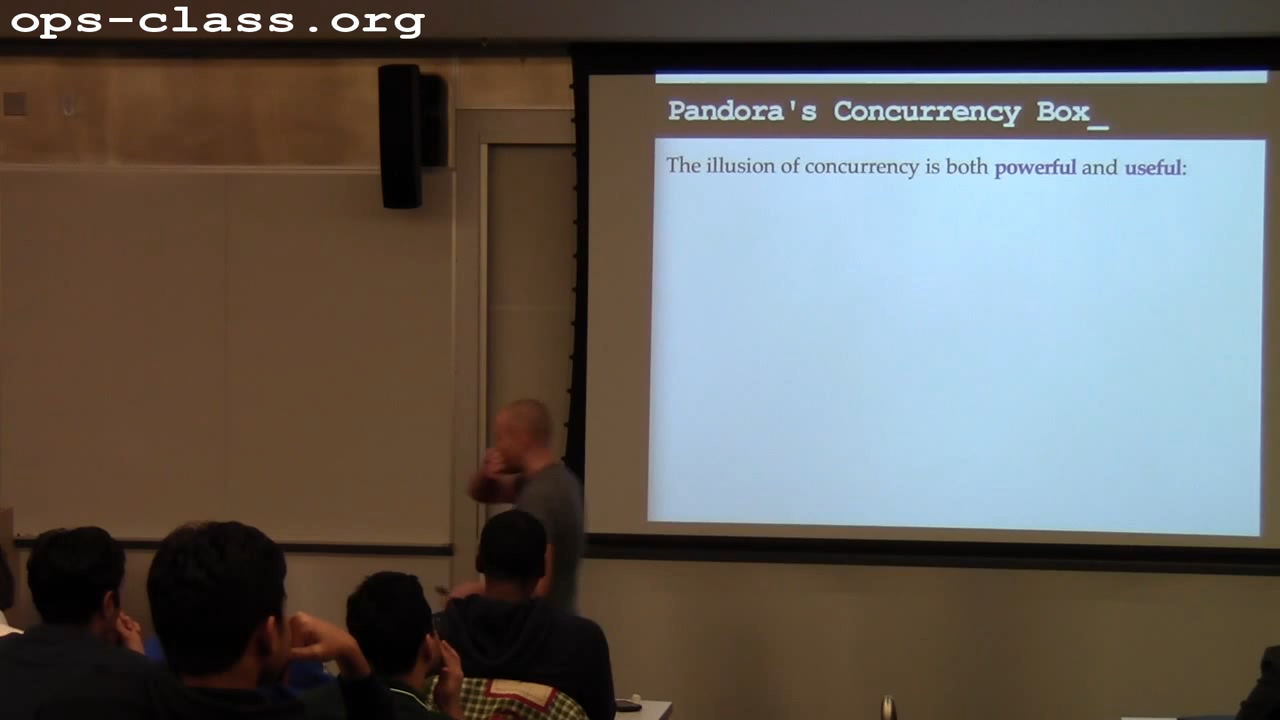 ops-class.org
Pandora's Concurrency Box_
The illusion of concurrency is both powerful and useful: